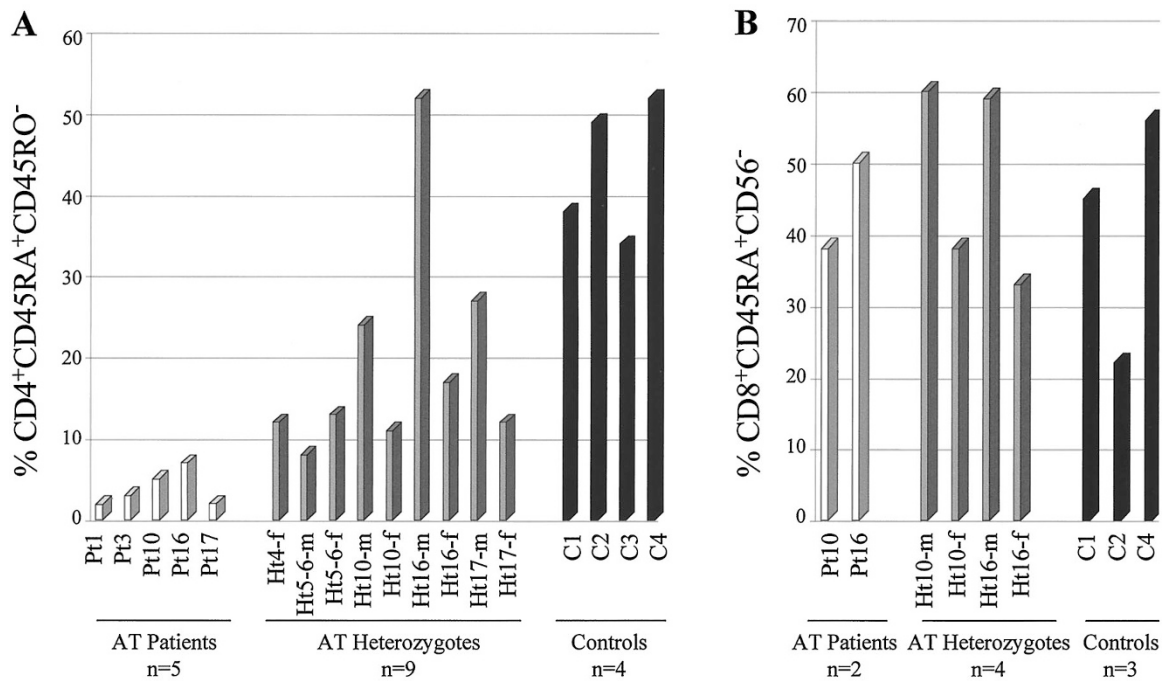 A
% CD4⁺CD45RA⁺CD45RO⁻
60
50
40
30
20
10
0
Pt1
Pt3
Pt10
Pt16
Pt17
Ht4-f
Ht5-6-m
Ht5-6-f
Ht10-m
Ht10-f
Ht16-m
Ht16-f
Ht17-m
Ht17-f
C1
C2
C3
C4
AT Patients
n=5
AT Heterozygotes
n=9
Controls
n=4
B
% CD8⁺CD45RA⁺CD56⁻
70
60
50
40
30
20
10
0
Pt10
Pt16
Ht10-m
Ht10-f
Ht16-m
Ht16-f
C1
C2
C4
AT Patients
n=2
AT Heterozygotes
n=4
Controls
n=3